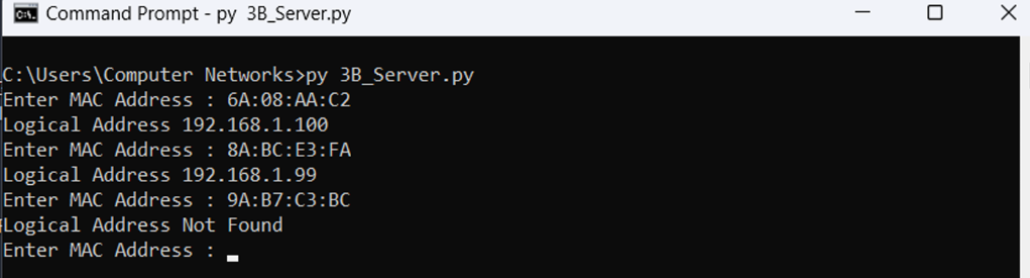 Command Prompt - py 3B_Server.py
C:\Users\Computer Networks>py 3B_Server.py
Enter MAC Address : 6A:08:AA:C2
Logical Address 192.168.1.100
Enter MAC Address : 8A:BC:E3:FA
Logical Address 192.168.1.99
Enter MAC Address : 9A:B7:C3:BC
Logical Address Not Found
Enter MAC Address :